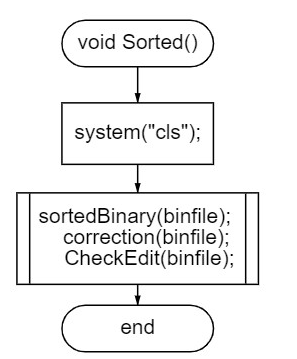 void Sorted()
system("cls");
sortedBinary(binfile);
correction(binfile);
CheckEdit(binfile);
end